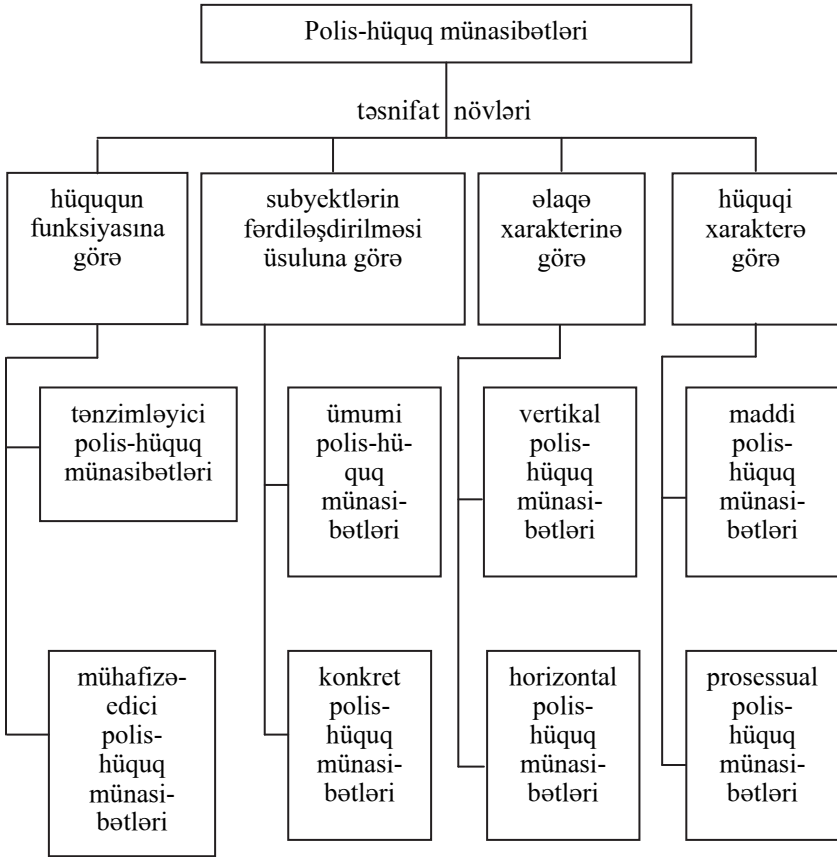 Polis-hüquq münasibətləri
təsnifat növləri
hüququn
funksiyasına
görə
subyektlərin
fərdiləşdirilməsi
üsuluna görə
əlaqə
xarakterinə
görə
hüquqi
xarakterə
görə
tənzimləyici
polis-hüquq
münasibətləri
ümumi
polis-hü-
quq
münasi-
bətləri
vertikal
polis-
hüquq
münasi-
bətləri
maddi
polis-
hüquq
münasi-
bətləri
mühafizə-
edici
polis-
hüquq
münasi-
bətləri
konkret
polis-
hüquq
münasi-
bətləri
horizontal
polis-
hüquq
münasi-
bətləri
prosessual
polis-
hüquq
münasi-
bətləri